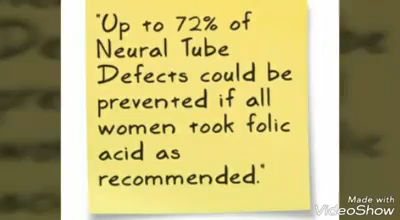 "Up to 72% of
Neural Tube
Defects could be
prevented if all
women took folic
acid as
recommended."
Made with
VideoShow